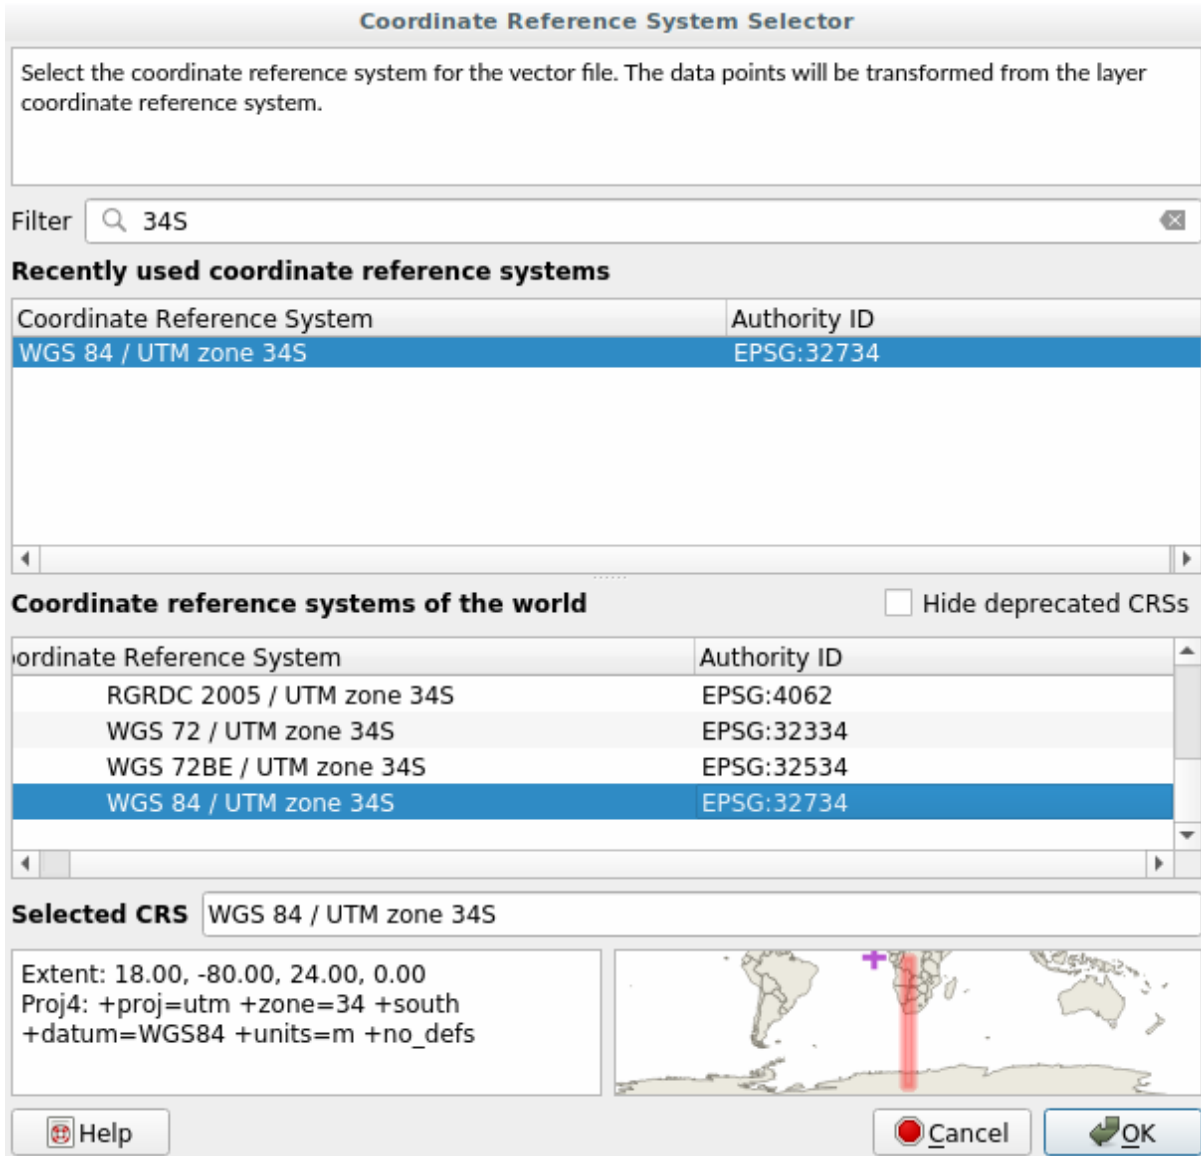 Coordinate Reference System Selector
Select the coordinate reference system for the vector file. The data points will be transformed from the layer
coordinate reference system.
Filter 34S
Recently used coordinate reference systems
Coordinate Reference System Authority ID
WGS 84 / UTM zone 34S EPSG:32734
Coordinate reference systems of the world Hide deprecated CRSs
ordinate Reference System Authority ID
RGRDC 2005 / UTM zone 34S EPSG:4062
WGS 72 / UTM zone 34S EPSG:32334
WGS 72BE / UTM zone 34S EPSG:32534
WGS 84 / UTM zone 34S EPSG:32734
Selected CRS WGS 84 / UTM zone 34S
Extent: 18.00, -80.00, 24.00, 0.00
Proj4: +proj=utm +zone=34 +south
+datum=WGS84 +units=m +no_defs
Help Cancel OK